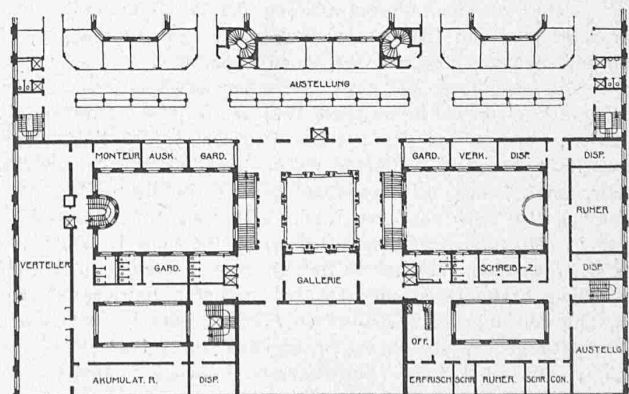 AUSTELLUNG
MONTEUR AUSK. GARD. GARD. VERK. DISP. DISP.
RUHER.
VERTEILER GARD. GALLERIE SCHREIB-Z. DISP.
OFF.
AUSTELLG
AKUMULAT. R. DISP. ERFRISCH. SCHR. RUHER. SCHR. CON.